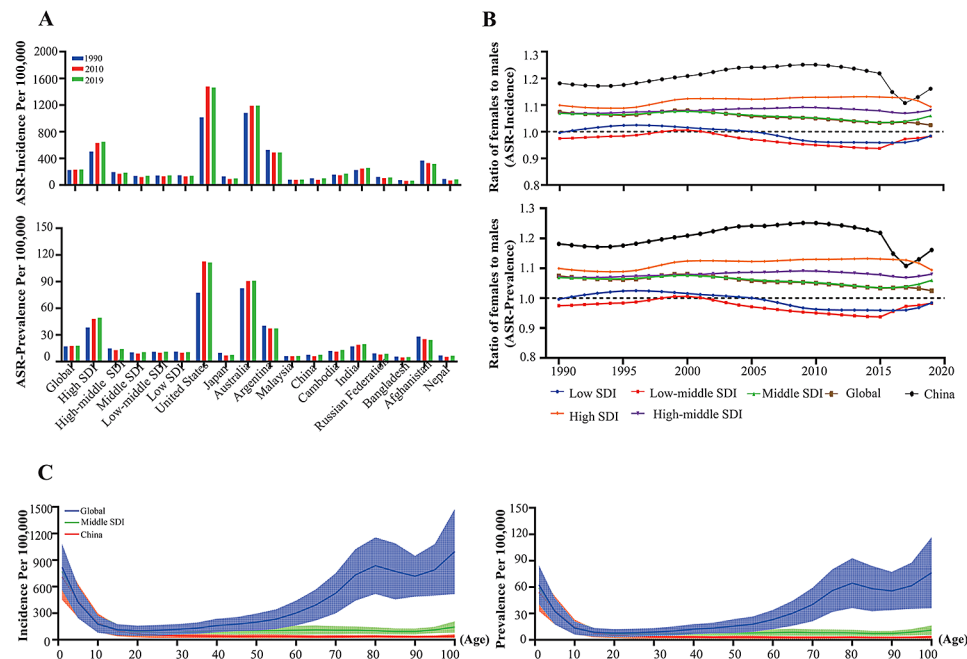 A
B
ASR-Incidence Per 100,000
2000
1600
1200
800
400
0
1990
2010
2019
ASR-Prevalence Per 100,000
150
120
90
60
30
0
Global
High SDI
High-middle SDI
Middle SDI
Low-middle SDI
Low SDI
United States
Japan
Australia
Argentina
Malaysia
China
Cambodia
India
Russian Federation
Bangladesh
Afghanistan
Nepal
Ratio of females to males
(ASR-Incidence)
1.3
1.2
1.1
1.0
0.9
0.8
Ratio of females to males
(ASR-Prevalence)
1.3
1.2
1.1
1.0
0.9
0.8
1990 1995 2000 2005 2010 2015 2020
Low SDI Low-middle SDI Middle SDI Global China
High SDI High-middle SDI
C
Incidence Per 100,000
1500
1200
900
600
300
0
Global
Middle SDI
China
0 10 20 30 40 50 60 70 80 90 100 (Age)
Prevalence Per 100,000
150
120
90
60
30
0
0 10 20 30 40 50 60 70 80 90 100 (Age)